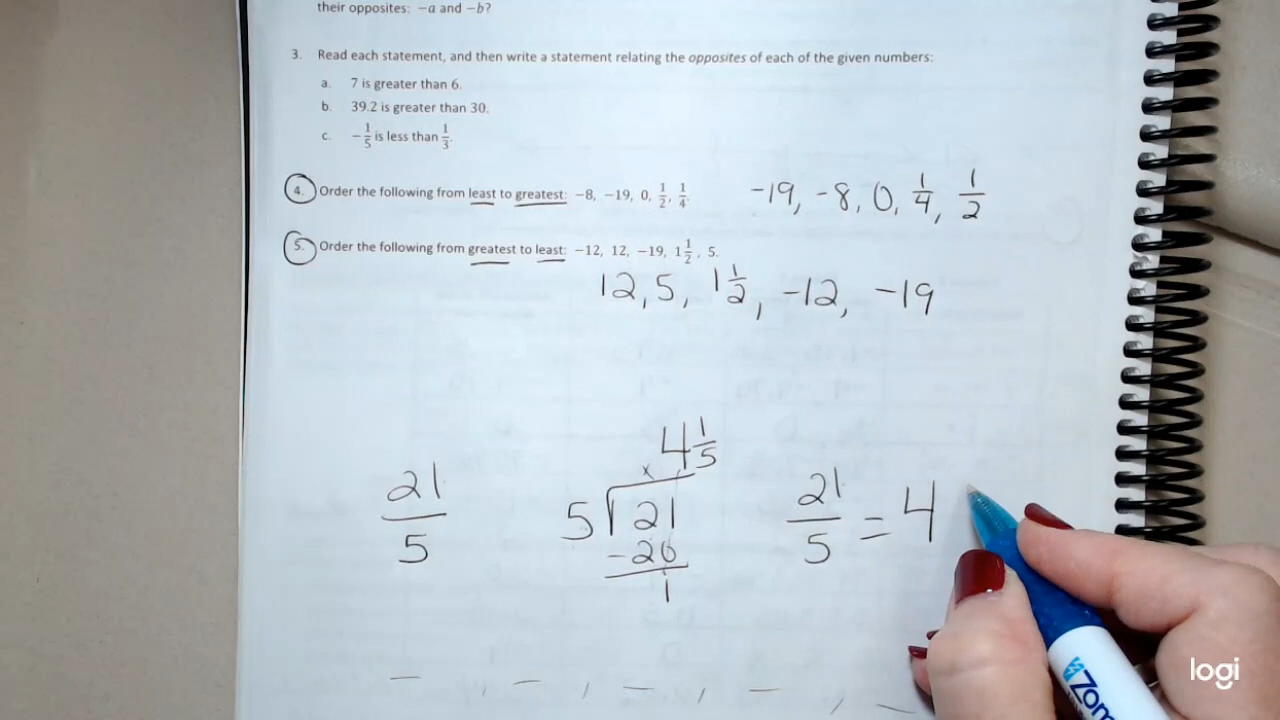 their opposites: −a and −b?
3. Read each statement, and then write a statement relating the opposites of each of the given numbers:
a. 7 is greater than 6.
b. 39.2 is greater than 30.
c. −1/5 is less than 1/3.
4. Order the following from least to greatest: −8, −19, 0, 1/2, 1/4. -19, -8, 0, 1/4, 1/2
5. Order the following from greatest to least: −12, 12, −19, 1 1/2, 5.
12, 5, 1 1/2, -12, -19
4 1/5
x
21/5 5 21 21/5 = 4
-20
1
logi
Zom